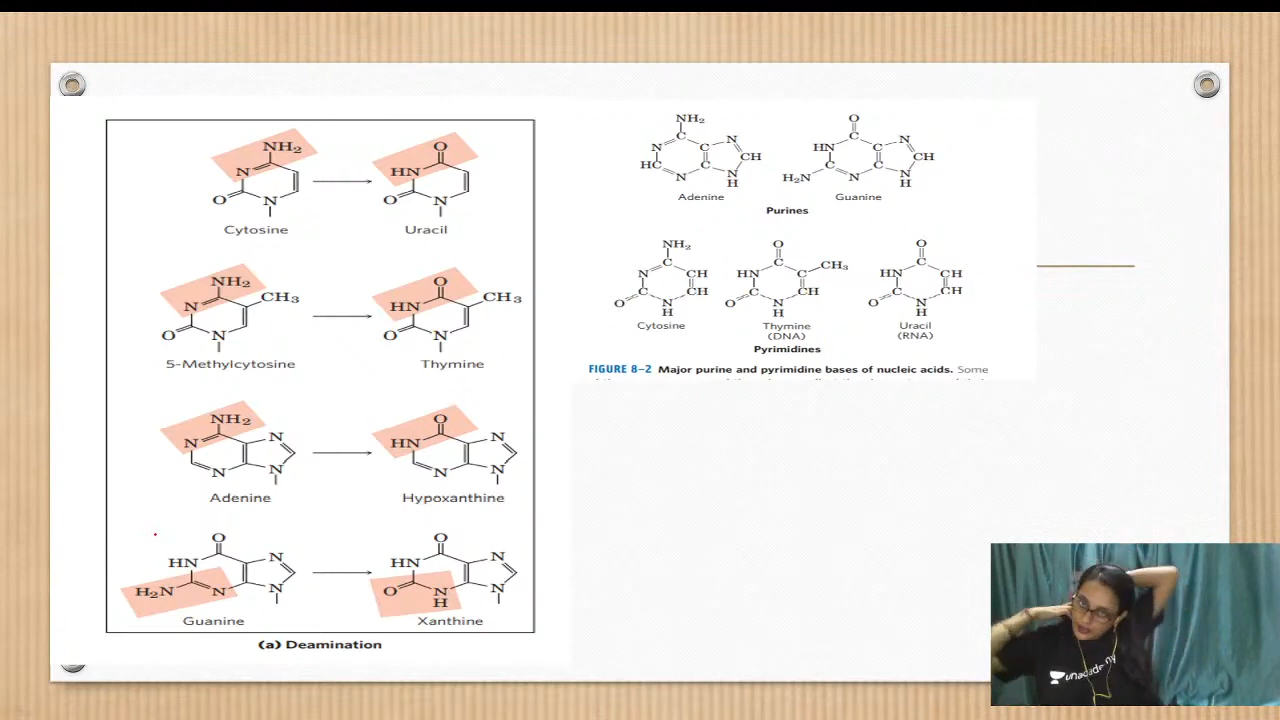 NH₂
N
O
N
Cytosine
O
HN
O
N
Uracil
NH₂
N
CH₃
O
N
5-Methylcytosine
O
HN
CH₃
O
N
Thymine
NH₂
N
N
N
N
Adenine
O
HN
N
N
N
Hypoxanthine
O
HN
N
H₂N
N
N
Guanine
O
HN
N
O
N
H
N
Xanthine
(a) Deamination
NH₂
C
N
C
N
HC
C
CH
N
N
H
Adenine
O
C
HN
C
N
C
C
CH
H₂N
N
N
H
Guanine
Purines
NH₂
C
N
CH
C
CH
O
N
H
Cytosine
O
C
HN
C
CH₃
C
CH
O
N
H
Thymine
(DNA)
O
C
HN
CH
C
CH
O
N
H
Uracil
(RNA)
Pyrimidines
FIGURE 8–2 Major purine and pyrimidine bases of nucleic acids. Some
unacademy